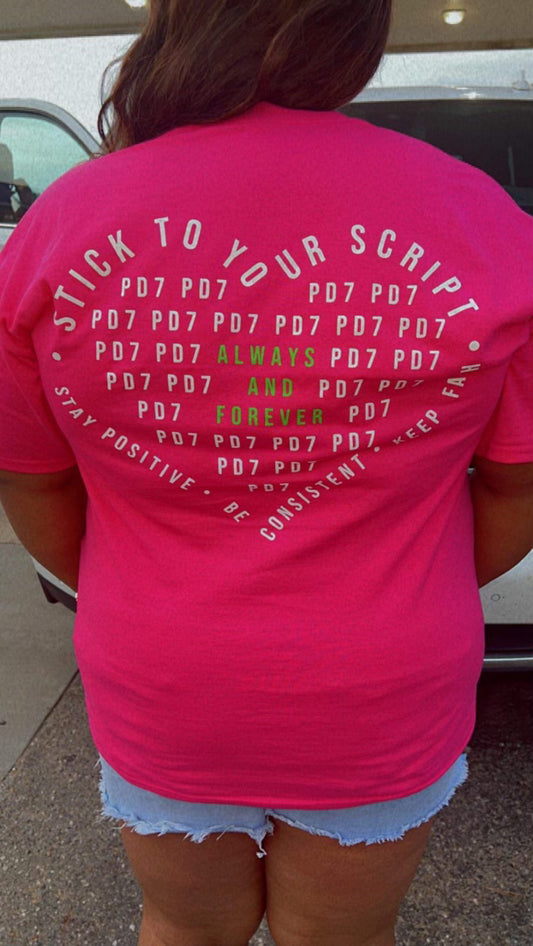 • STICK TO YOUR SCRIPT •
PD7 PD7 PD7 PD7
PD7 PD7 PD7 PD7 PD7 PD7
PD7 PD7 ALWAYS PD7 PD7
PD7 PD7 AND PD7 PD7
PD7 FOREVER PD7
PD7 PD7 PD7 PD7
PD7 PD7
PD7
STAY POSITIVE • BE CONSISTENT • KEEP FAH